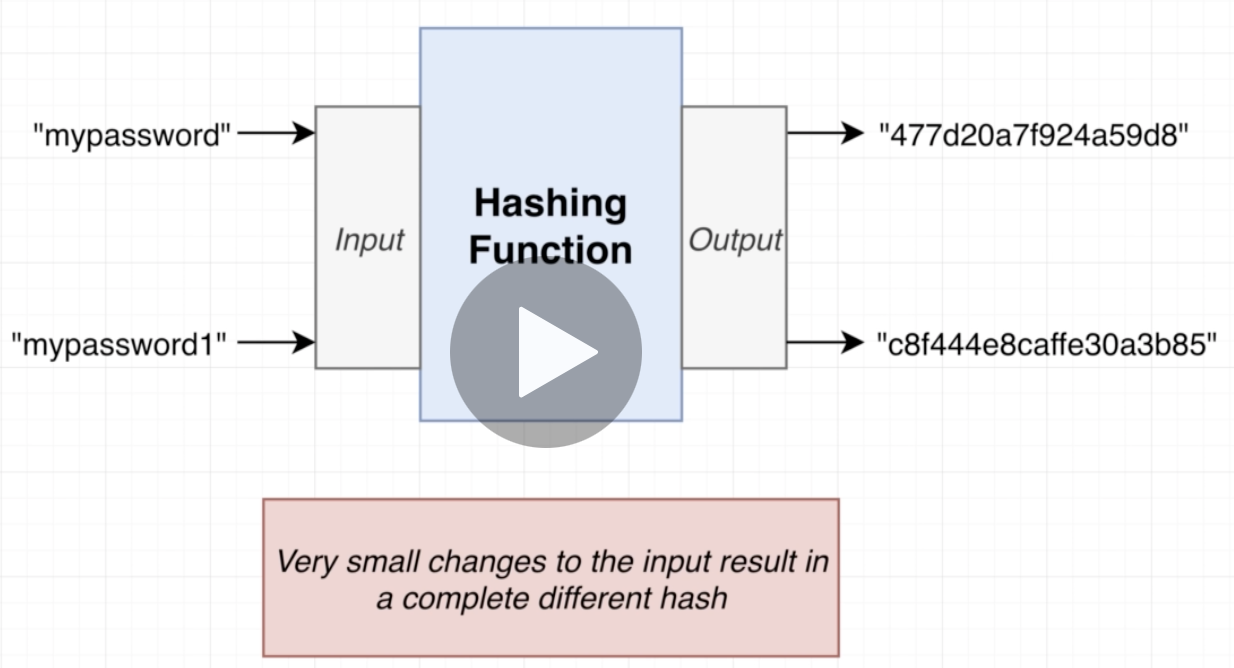 "mypassword"
"477d20a7f924a59d8"
Hashing
Function
Input
Output
"mypassword1"
"c8f444e8caffe30a3b85"
Very small changes to the input result in
a complete different hash